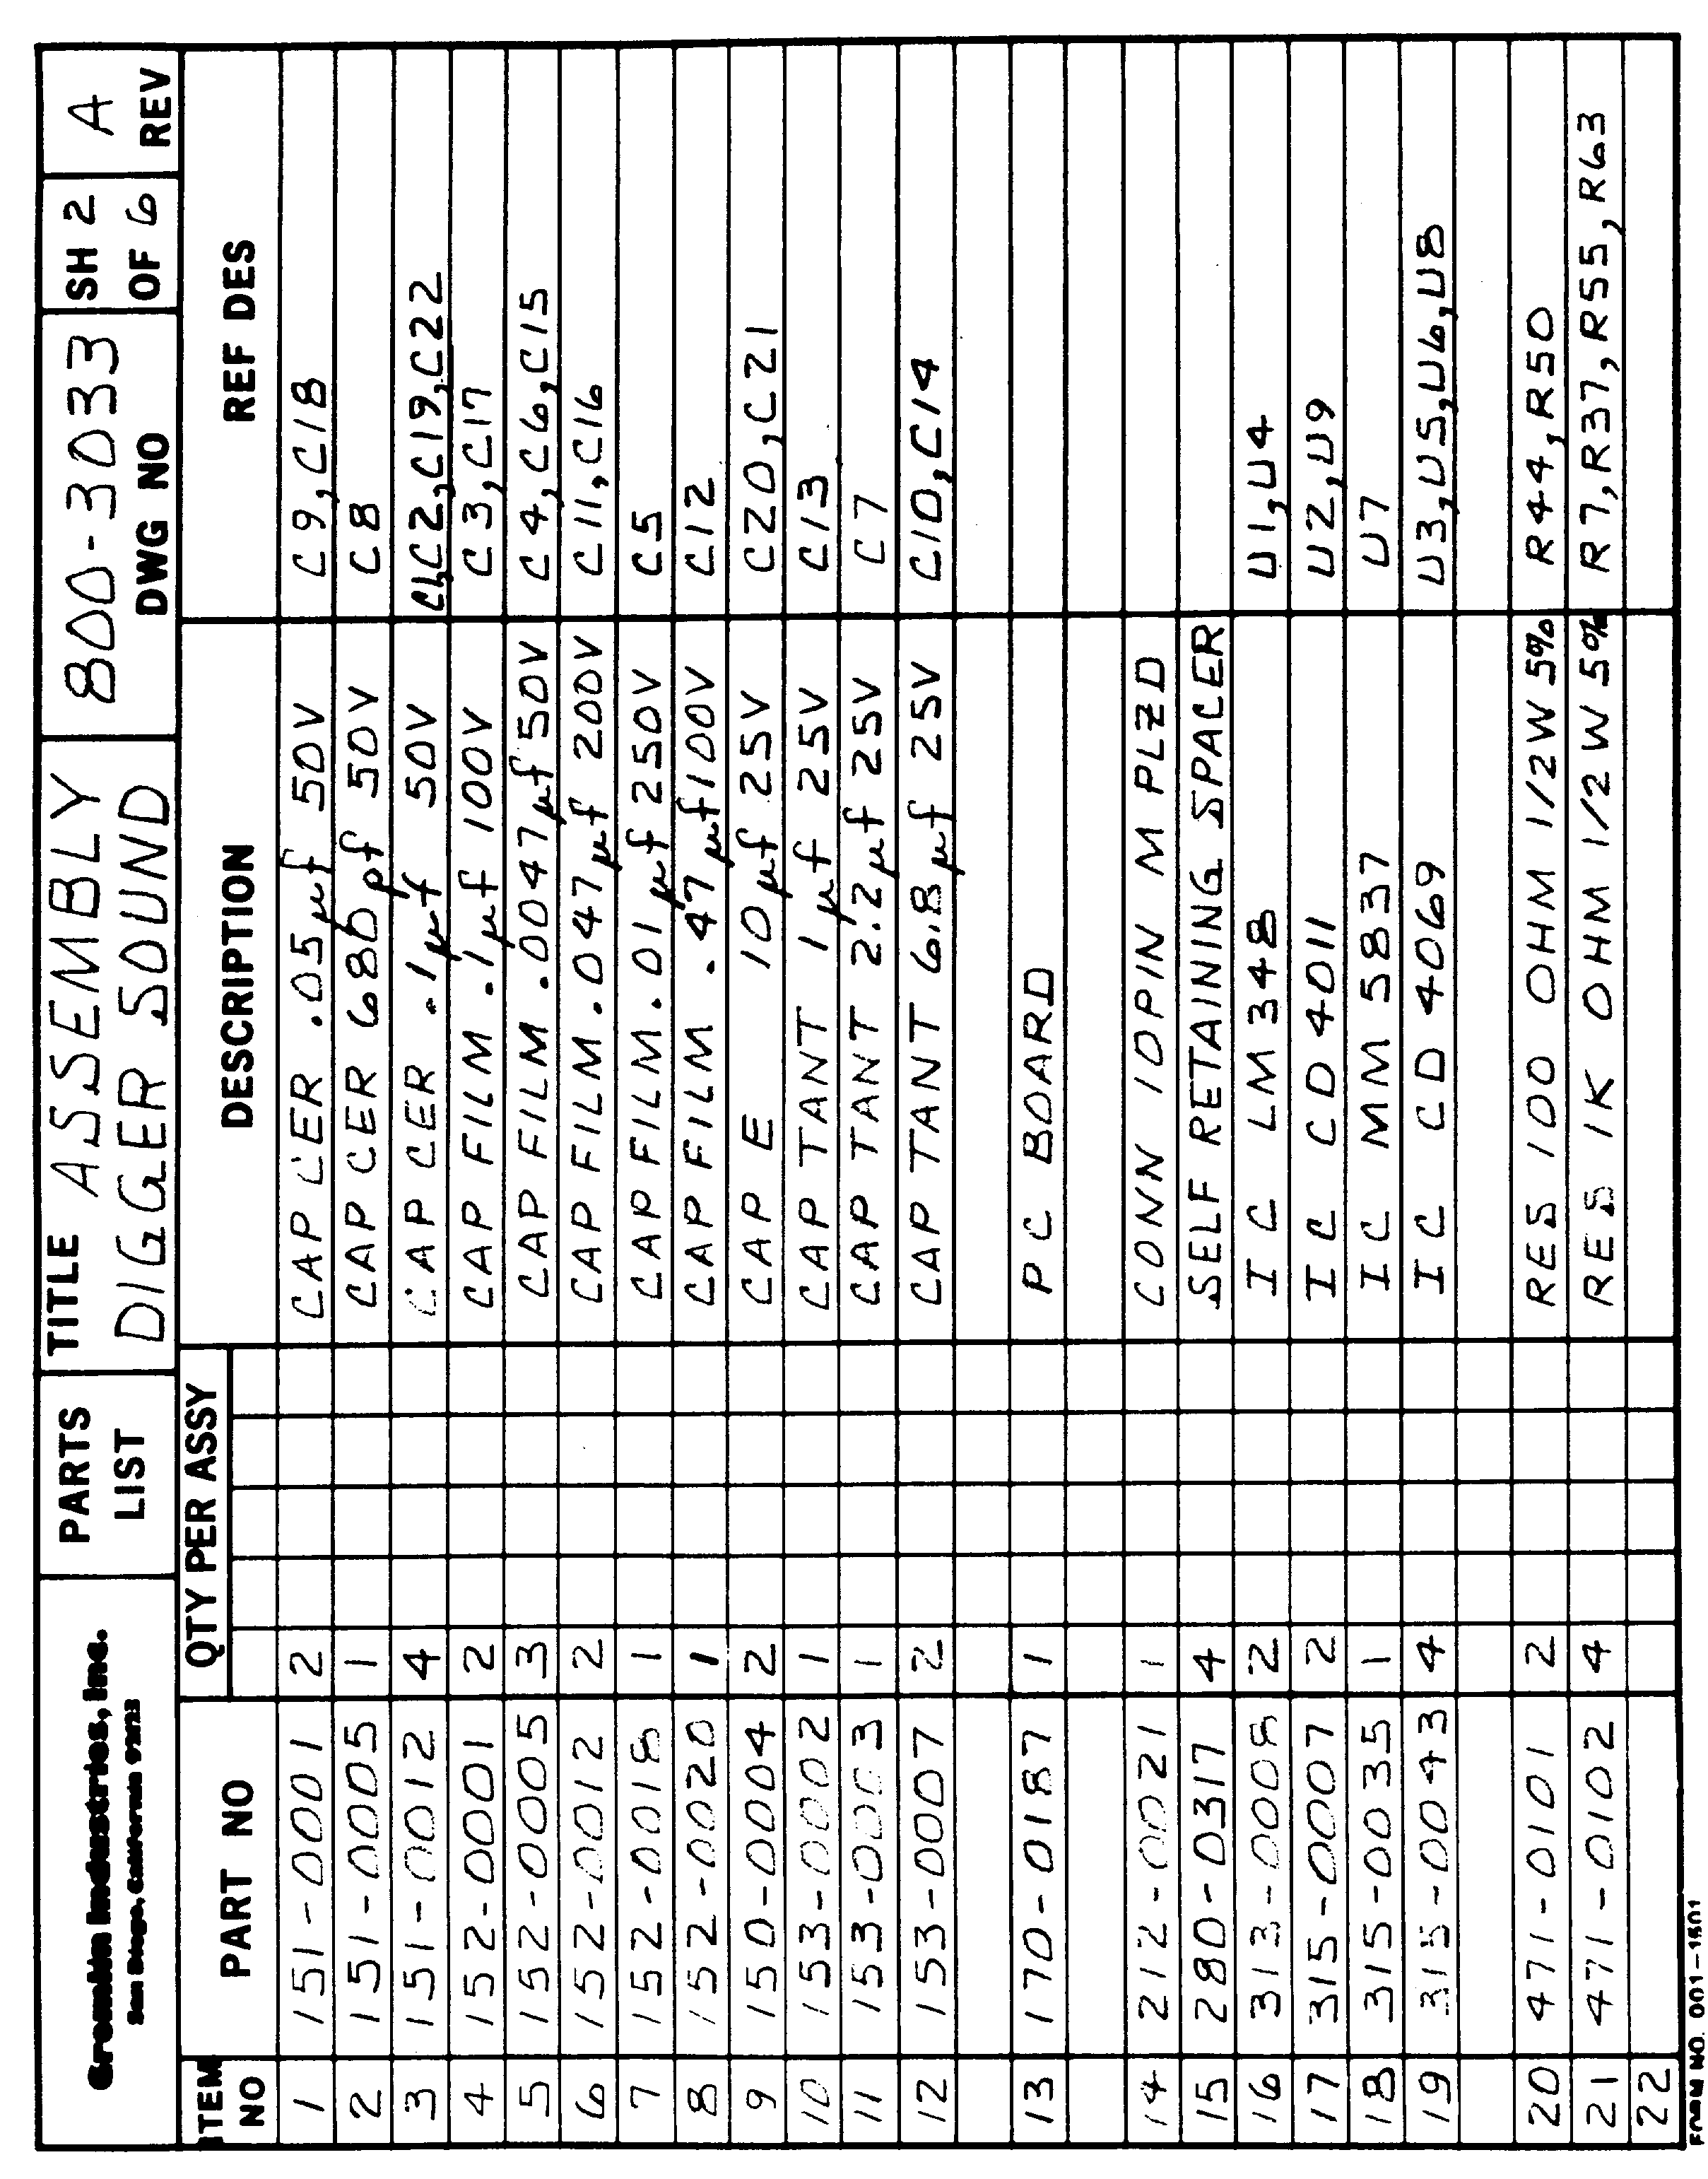 Gremlin Industries, Inc.
San Diego, California 92123
PARTS LIST
TITLE ASSEMBLY
DIGGER SOUND
800-3033
DWG NO
SH 2
OF 6
A
REV
ITEM NO PART NO QTY PER ASSY DESCRIPTION REF DES
1 151-0001 2 CAP CER .05µf 50V C9,C18
2 151-0005 1 CAP CER 680pf 50V C8
3 151-0012 4 CAP CER .1µf 50V C1,C2,C19,C22
4 152-0001 2 CAP FILM .1µf 100V C3,C17
5 152-0005 3 CAP FILM .0047µf 50V C4,C6,C15
6 152-0012 2 CAP FILM .047µf 200V C11,C16
7 152-0018 1 CAP FILM .01µf 250V C5
8 152-0020 1 CAP FILM .47µf 100V C12
9 150-0004 2 CAP E 10µf 25V C20,C21
10 153-0002 1 CAP TANT 1µf 25V C13
11 153-0003 1 CAP TANT 2.2µf 25V C7
12 153-0007 2 CAP TANT 6.8µf 25V C10,C14
13 170-0187 1 PC BOARD
14 212-0021 1 CONN 10PIN M PLZD
15 280-0317 4 SELF RETAINING SPACER
16 313-0008 2 IC LM348 U1,U4
17 315-0007 2 IC CD4011 U2,U9
18 315-0035 1 IC MM5837 U7
19 315-0043 4 IC CD4069 U3,U5,U6,U8
20 471-0101 2 RES 100 OHM 1/2W 5% R44,R50
21 471-0102 4 RES 1K OHM 1/2W 5% R7,R37,R55,R63
22
FORM NO. 001-1501